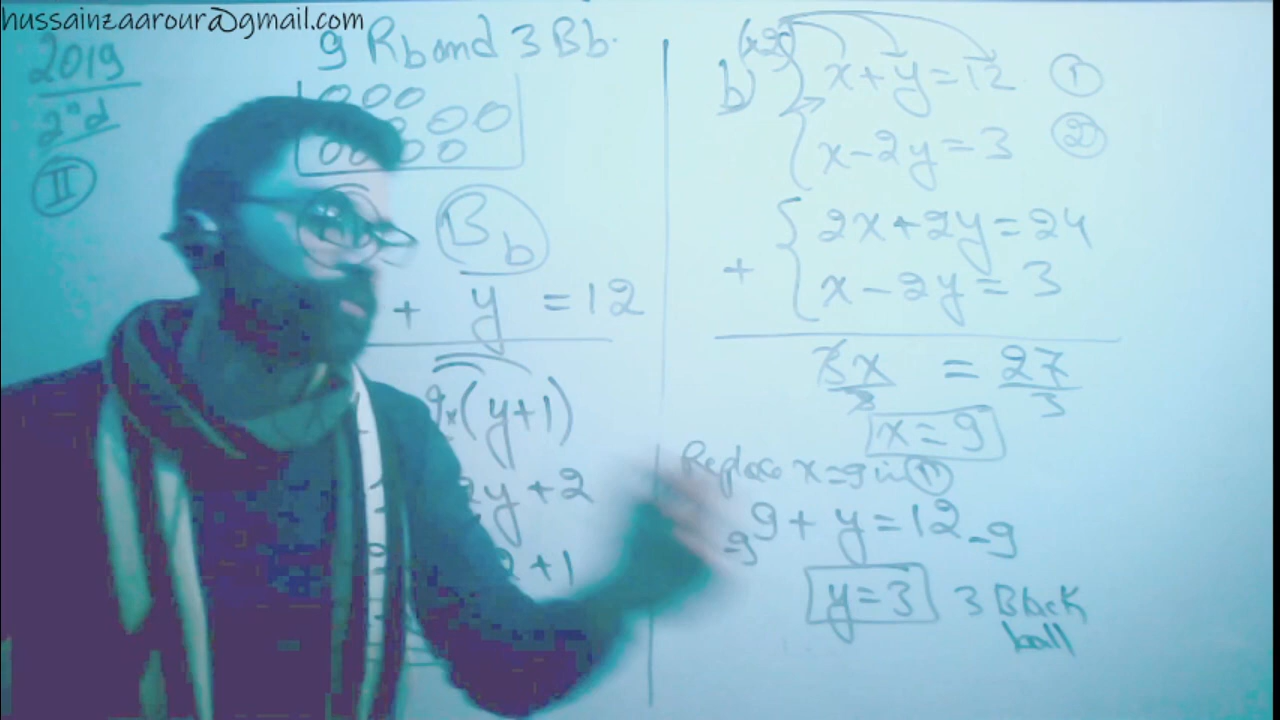 hussainzaarour@gmail.com
2019
2nd
II
9 Rb and 3 Bb.
Bb
+ y = 12
(y+1)
y + 2
+ 1
(x2)
b) x + y = 12 1
x - 2y = 3 2
2x + 2y = 24
+
x - 2y = 3
3x = 27
3 3
x = 9
Replace x = 9 in 1
9 + y = 12 - 9
-9
y = 3 3 Black
ball